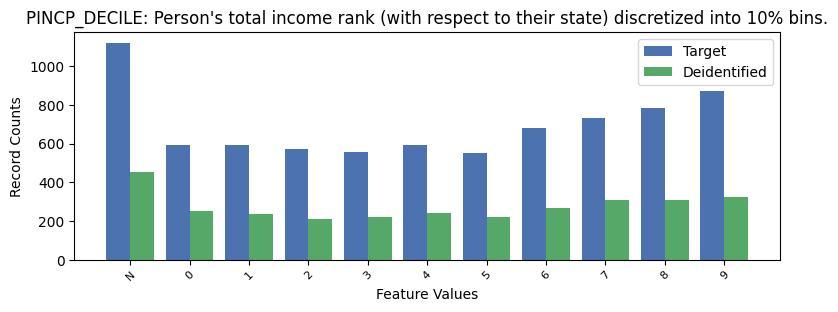 PINCP_DECILE: Person's total income rank (with respect to their state) discretized into 10% bins.
Target
Deidentified
Record Counts
1000
800
600
400
200
0
N 0 1 2 3 4 5 6 7 8 9
Feature Values